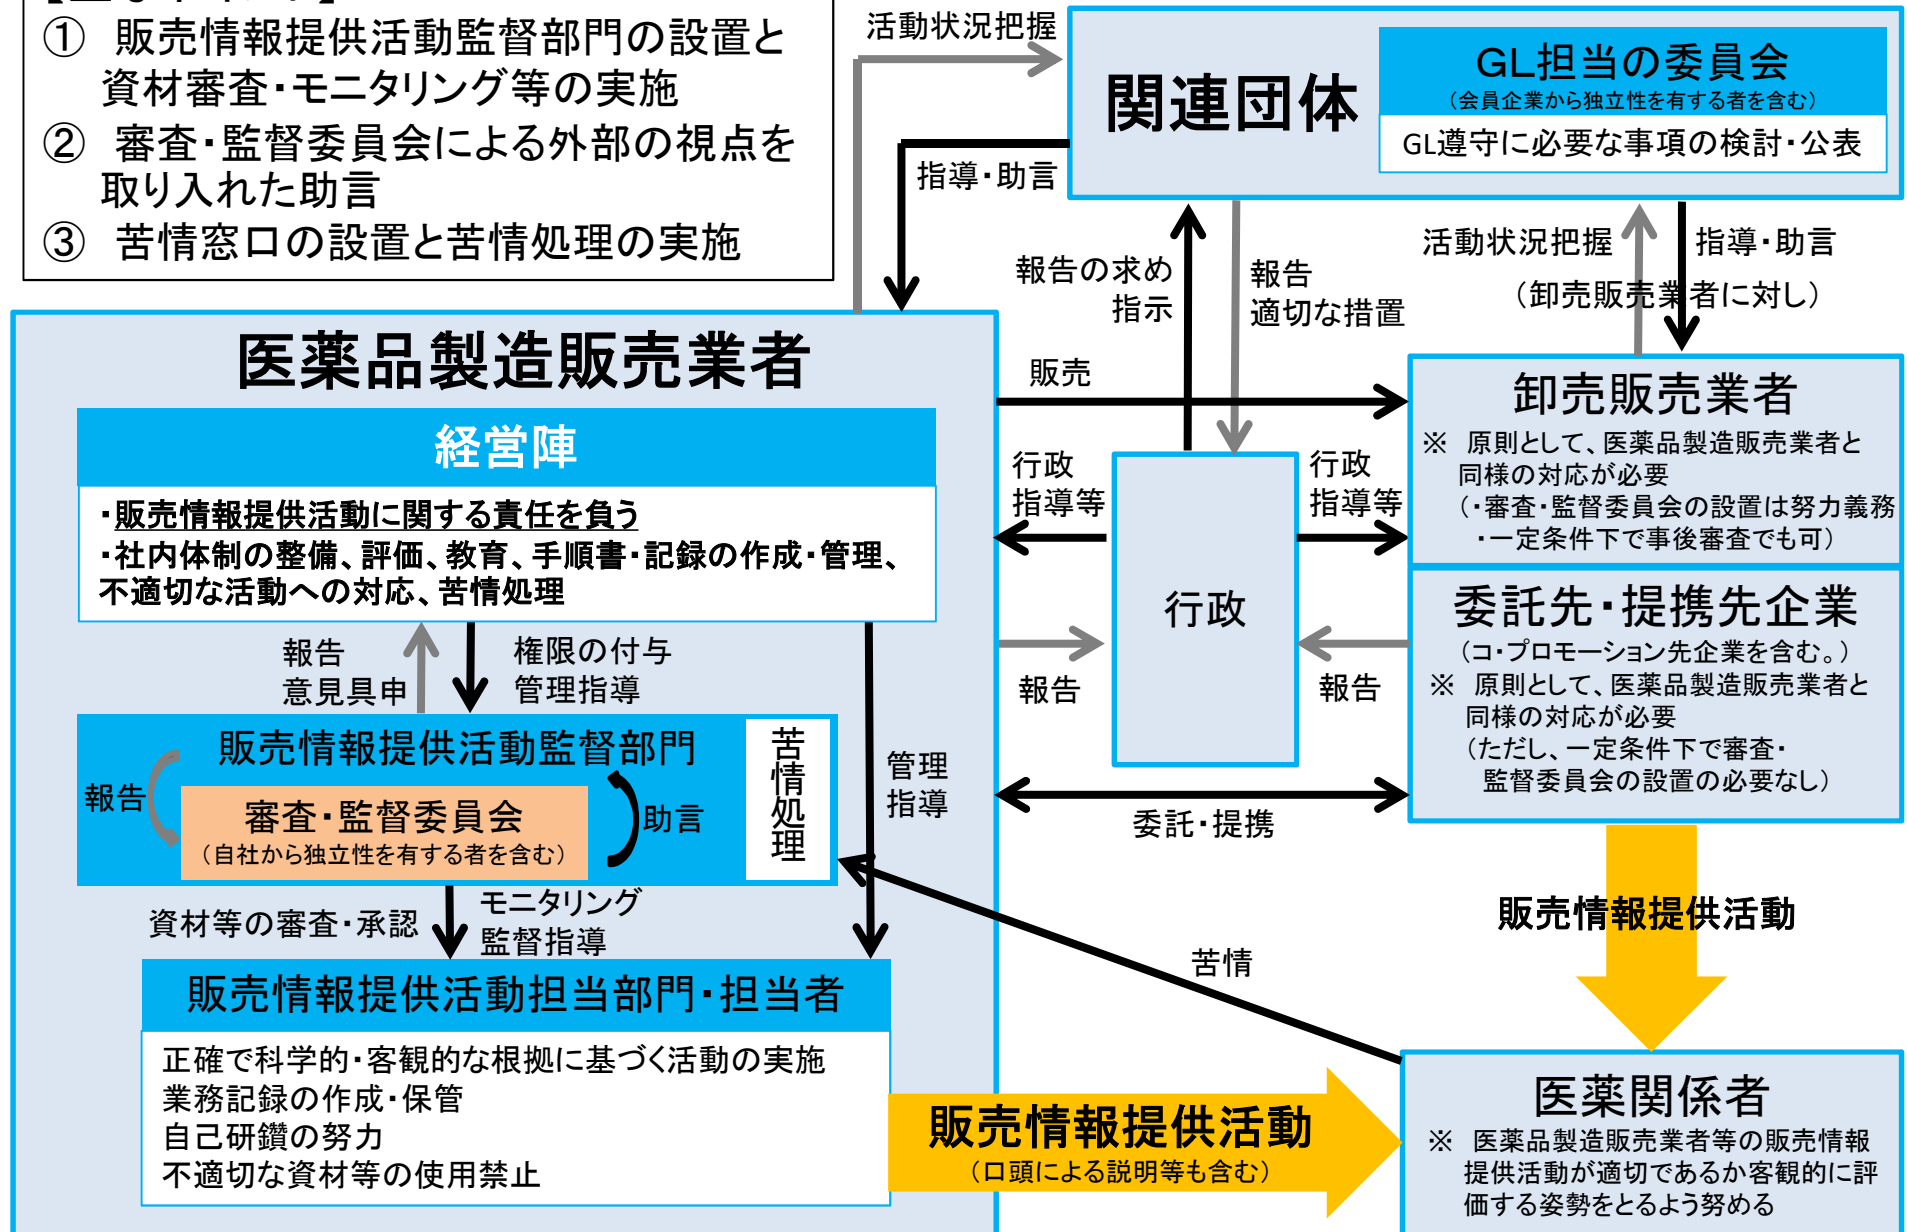 ① 販売情報提供活動監督部門の設置と
資材審査・モニタリング等の実施
② 審査・監督委員会による外部の視点を
取り入れた助言
③ 苦情窓口の設置と苦情処理の実施
活動状況把握
関連団体
GL担当の委員会
（会員企業から独立性を有する者を含む）
GL遵守に必要な事項の検討・公表
指導・助言
報告の求め
指示
報告
適切な措置
活動状況把握
指導・助言
（卸売販売業者に対し）
医薬品製造販売業者
経営陣
・販売情報提供活動に関する責任を負う
・社内体制の整備、評価、教育、手順書・記録の作成・管理、
不適切な活動への対応、苦情処理
報告
意見具申
権限の付与
管理指導
販売情報提供活動監督部門
苦情処理
報告
審査・監督委員会
（自社から独立性を有する者を含む）
助言
管理
指導
資材等の審査・承認
モニタリング
監督指導
販売情報提供活動担当部門・担当者
正確で科学的・客観的な根拠に基づく活動の実施
業務記録の作成・保管
自己研鑽の努力
不適切な資材等の使用禁止
販売
行政
指導等
行政
指導等
行政
報告
報告
委託・提携
卸売販売業者
※ 原則として、医薬品製造販売業者と
同様の対応が必要
（・審査・監督委員会の設置は努力義務
・一定条件下で事後審査でも可）
委託先・提携先企業
（コ・プロモーション先企業を含む。）
※ 原則として、医薬品製造販売業者と
同様の対応が必要
（ただし、一定条件下で審査・
監督委員会の設置の必要なし）
販売情報提供活動
苦情
販売情報提供活動
（口頭による説明等も含む）
医薬関係者
※ 医薬品製造販売業者等の販売情報
提供活動が適切であるか客観的に評
価する姿勢をとるよう努める